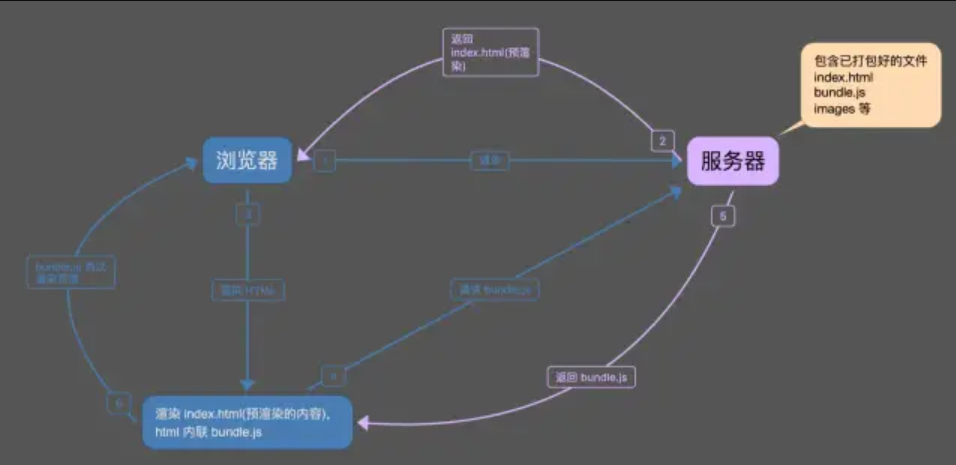 返回
index.html(预渲
染)
包含已打包好的文件
index.html
bundle.js
images 等
2
浏览器
1
请求
服务器
3
5
bundle.js 首次
渲染页面
渲染 HTML
请求 bundle.js
4
返回 bundle.js
6
渲染 index.html(预渲染的内容),
html 内联 bundle.js